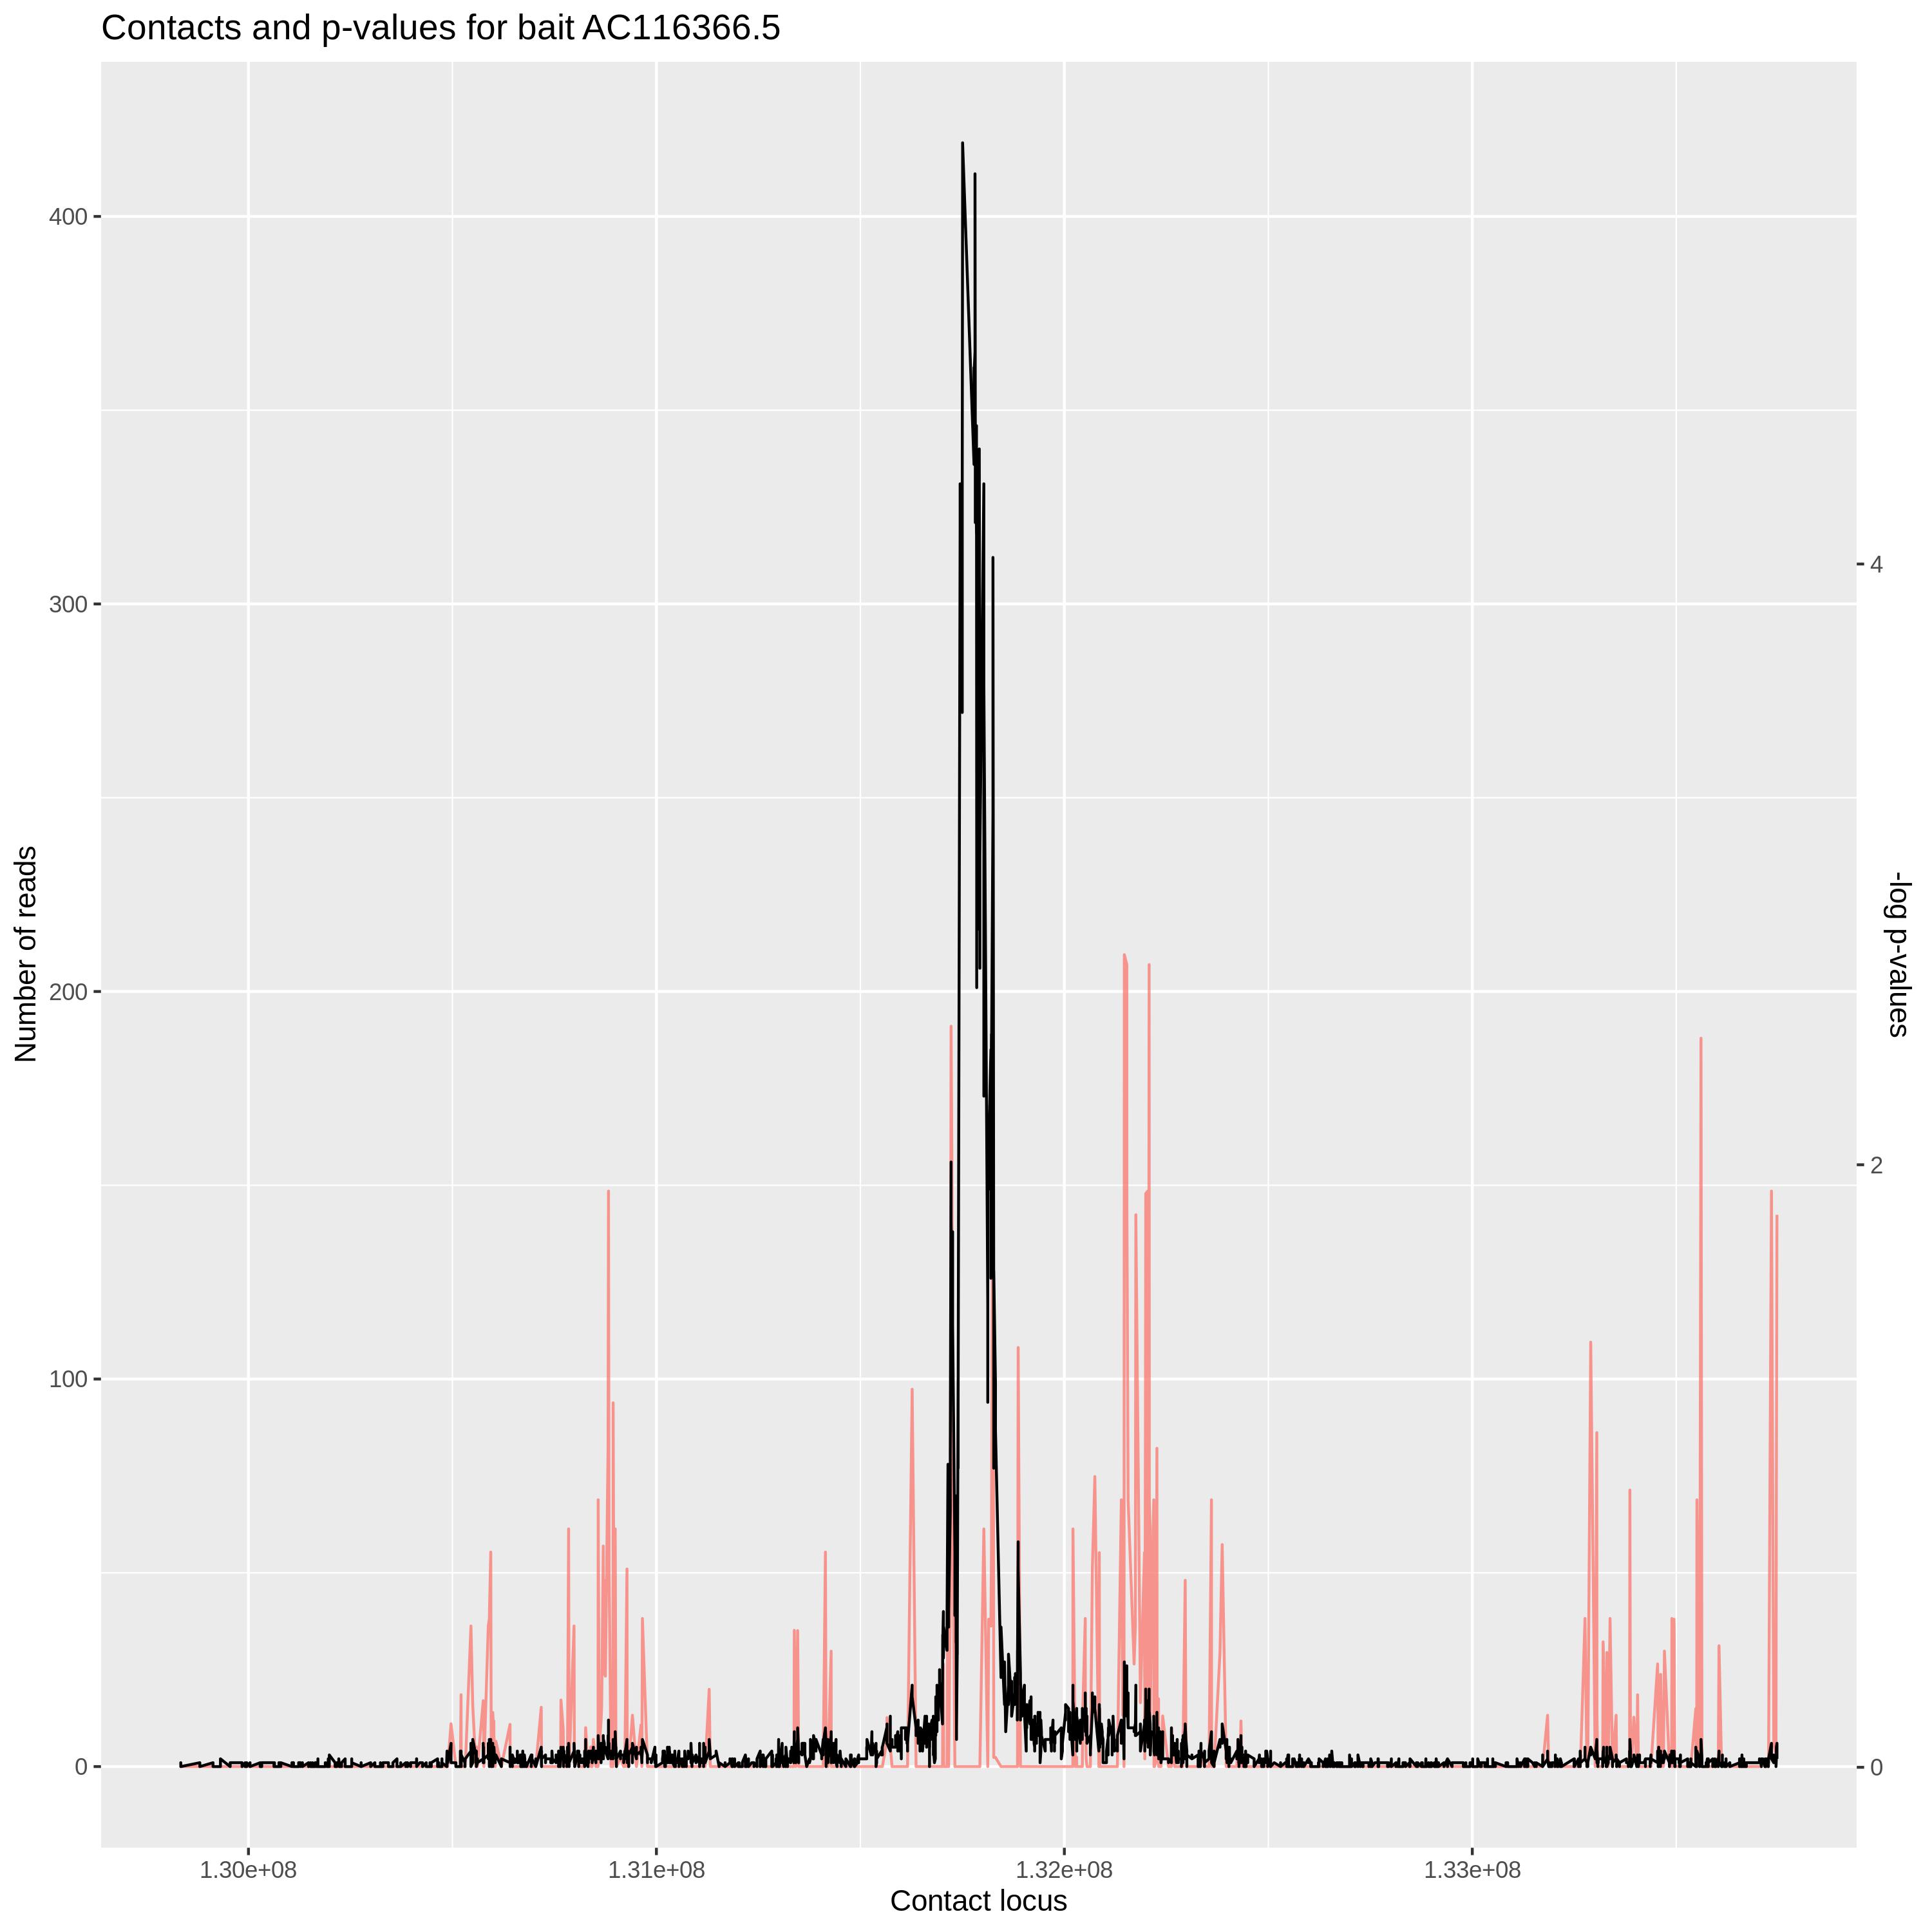 Contacts and p-values for bait AC116366.5
Number of reads
400
300
200
100
0
4
2
0
-log p-values
1.30e+08
1.31e+08
1.32e+08
1.33e+08
Contact locus